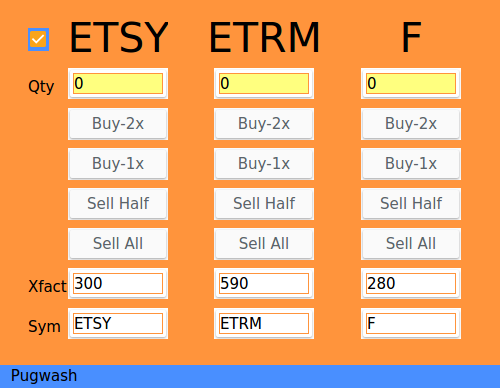 ETSY ETRM F
Qty 0 0 0
Buy-2x Buy-2x Buy-2x
Buy-1x Buy-1x Buy-1x
Sell Half Sell Half Sell Half
Sell All Sell All Sell All
Xfact 300 590 280
Sym ETSY ETRM F
Pugwash